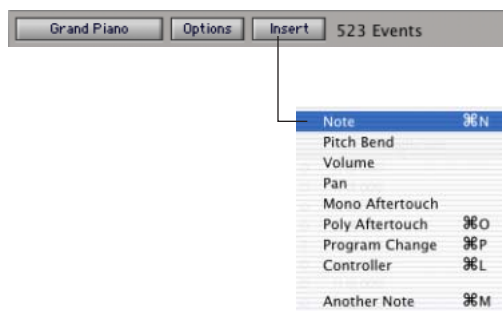 Grand Piano Options Insert 523 Events
Note ⌘N
Pitch Bend
Volume
Pan
Mono Aftertouch
Poly Aftertouch ⌘O
Program Change ⌘P
Controller ⌘L
Another Note ⌘M